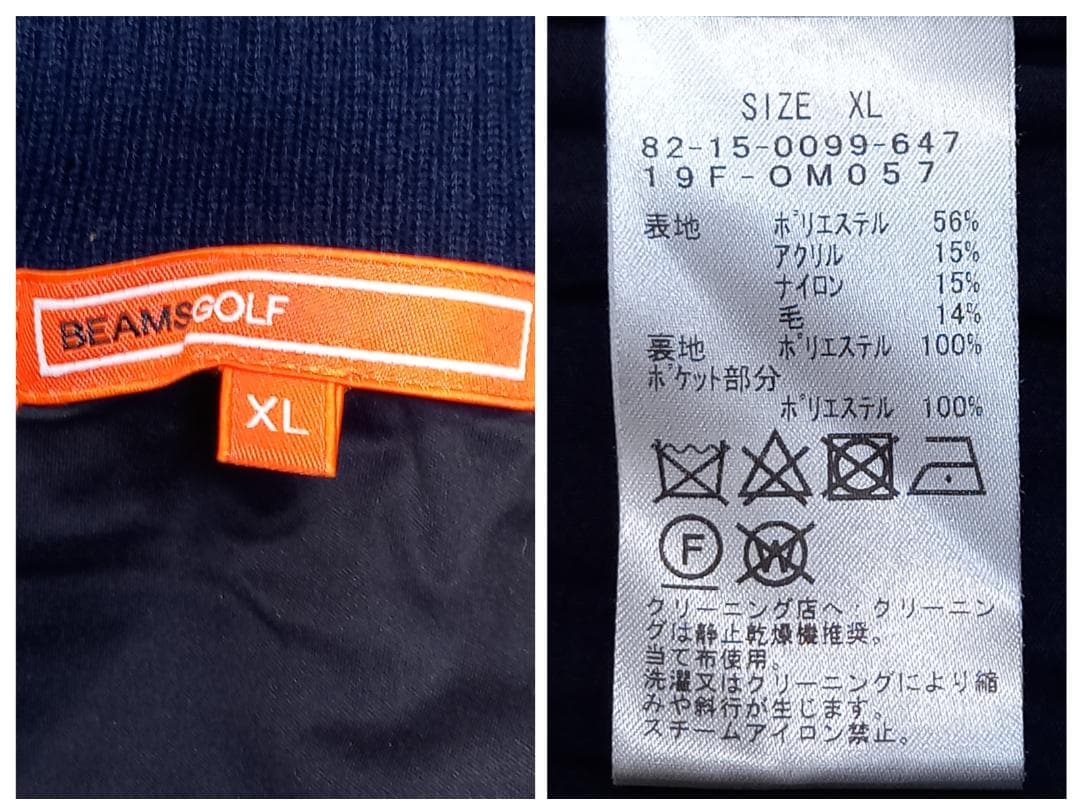 BEAMSGOLF
XL
SIZE XL
82-15-0099-647
19F-OM057
表地 ポリエステル 56%
アクリル 15%
ナイロン 15%
毛 14%
裏地 ポリエステル 100%
ポケット部分
ポリエステル 100%
F
W
クリーニング店へ・クリーニン
グは静止乾燥機推奨。
当て布使用。
洗濯又はクリーニングにより縮
みや斜行が生じます。
スチームアイロン禁止。